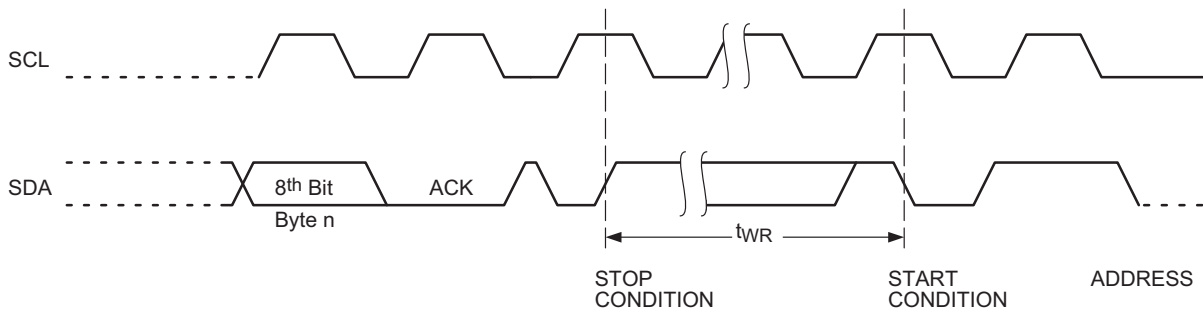 SCL
SDA
8th Bit
Byte n
ACK
tWR
STOP
CONDITION
START
CONDITION
ADDRESS